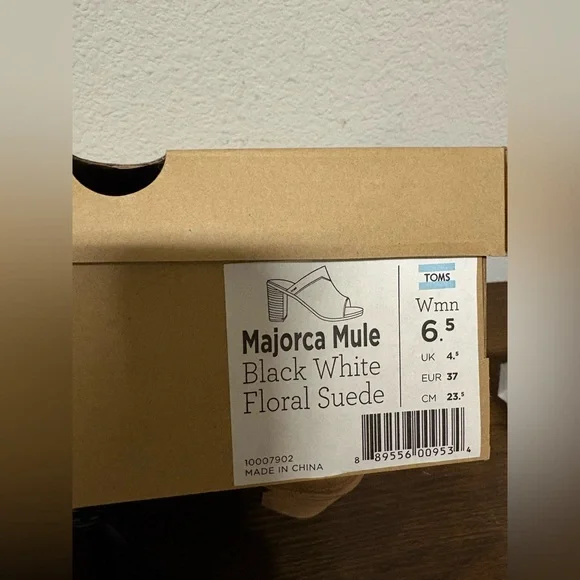 TOMS
Majorca Mule
Black White
Floral Suede
10007902
MADE IN CHINA
Wmn
6.5
UK 4.5
EUR 37
CM 23.5
8 89556 00953 4